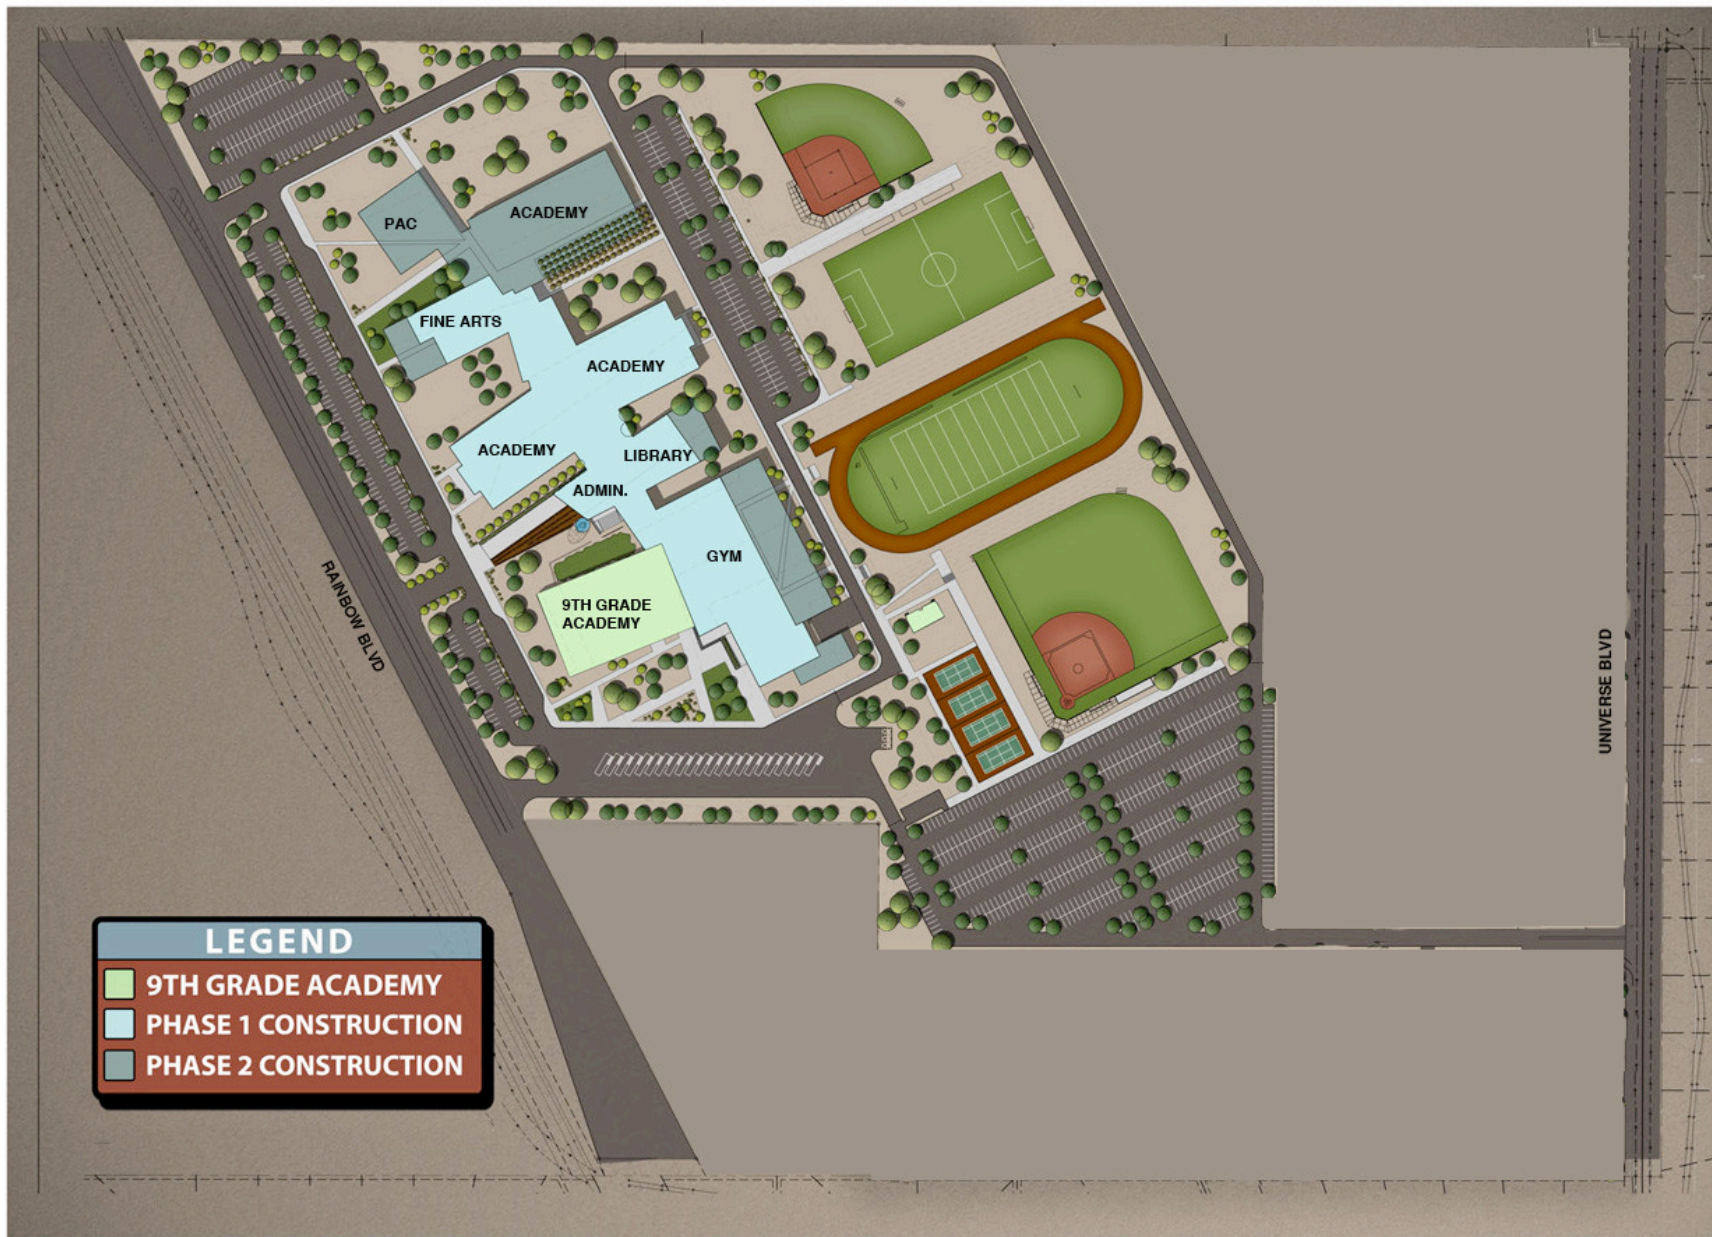 PAC
ACADEMY
FINE ARTS
ACADEMY
ACADEMY
LIBRARY
ADMIN.
GYM
9TH GRADE
ACADEMY
RAINBOW BLVD
UNIVERSE BLVD
LEGEND
9TH GRADE ACADEMY
PHASE 1 CONSTRUCTION
PHASE 2 CONSTRUCTION